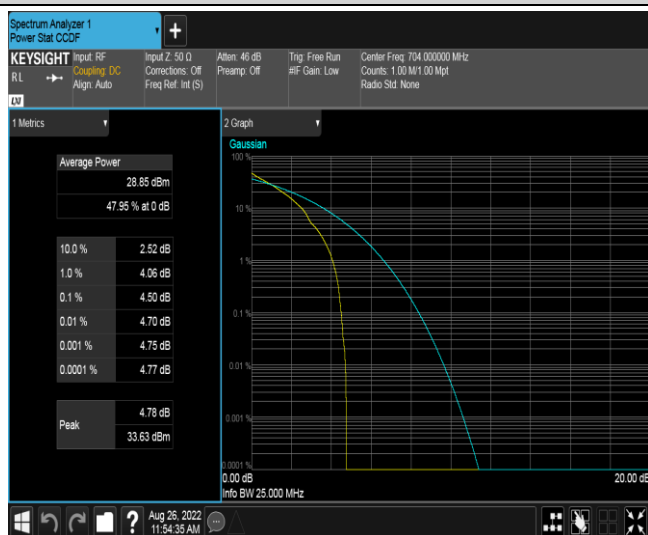 Spectrum Analyzer 1
Power Stat CCDF
KEYSIGHT
RL
LXI
Input: RF
Coupling: DC
Align: Auto
Input Z: 50 Ω
Corrections: Off
Freq Ref: Int (S)
Atten: 46 dB
Preamp: Off
Trig: Free Run
#IF Gain: Low
Center Freq: 704.000000 MHz
Counts: 1.00 M/1.00 Mpt
Radio Std: None
1 Metrics
Average Power
28.85 dBm
47.95 % at 0 dB
10.0 % 2.52 dB
1.0 % 4.06 dB
0.1 % 4.50 dB
0.01 % 4.70 dB
0.001 % 4.75 dB
0.0001 % 4.77 dB
Peak
4.78 dB
33.63 dBm
2 Graph
Gaussian
100 %
10 %
1 %
0.1 %
0.01 %
0.001 %
0.0001 %
0.00 dB
20.00 dB
Info BW 25.000 MHz
?
Aug 26, 2022
11:54:35 AM